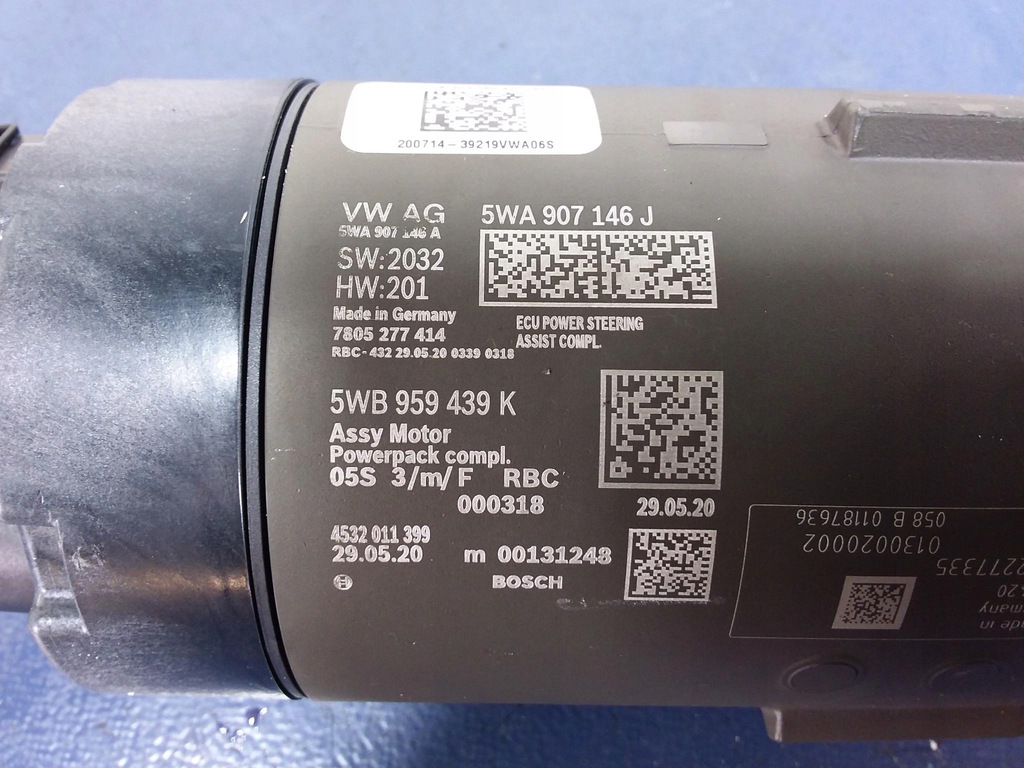 200714-39219VWA06S
VW AG 5WA 907 146 J
5WA 907 146 A
SW:2032
HW:201
Made in Germany
7805 277 414
ECU POWER STEERING
ASSIST COMPL.
RBC-432 29.05.20 0339 0318
5WB 959 439 K
Assy Motor
Powerpack compl.
05S 3/m/F RBC
000318 29.05.20
4532 011 399
29.05.20 m 00131248
BOSCH
058 B 01187636
0130020002